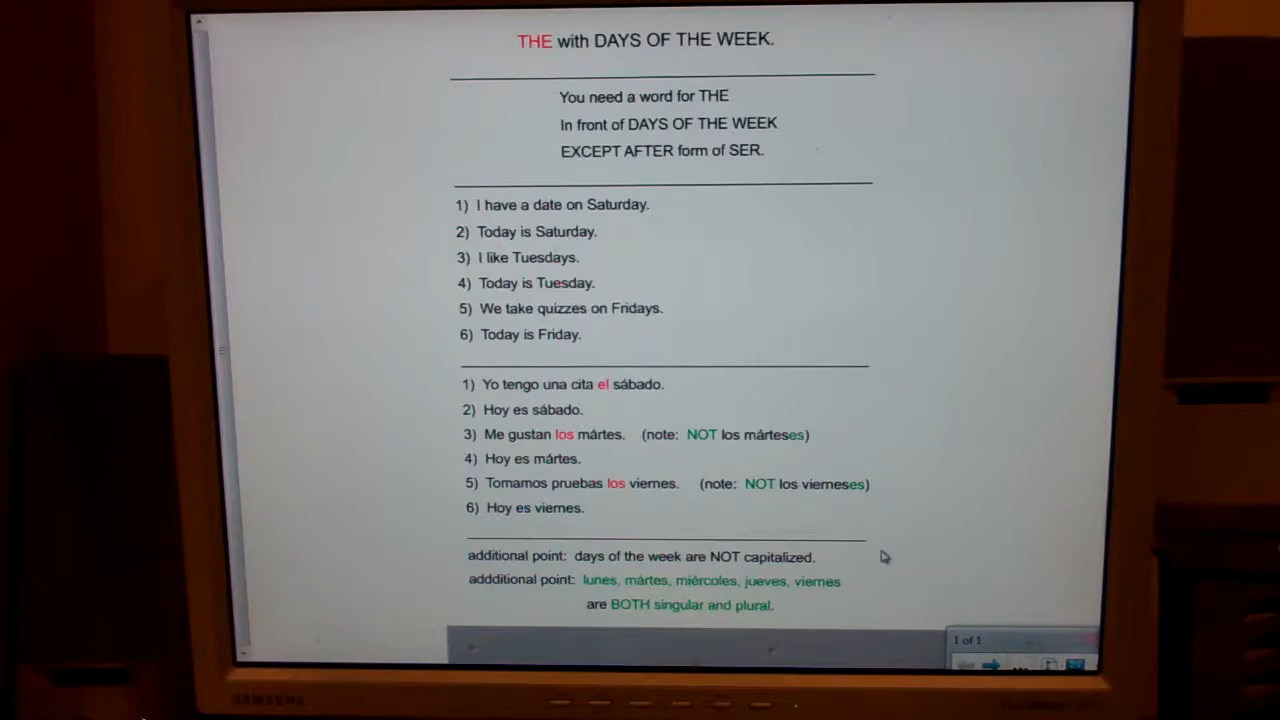 THE with DAYS OF THE WEEK.
You need a word for THE
In front of DAYS OF THE WEEK
EXCEPT AFTER form of SER.
1) I have a date on Saturday.
2) Today is Saturday.
3) I like Tuesdays.
4) Today is Tuesday.
5) We take quizzes on Fridays.
6) Today is Friday.
1) Yo tengo una cita el sábado.
2) Hoy es sábado.
3) Me gustan los mártes. (note: NOT los márteses)
4) Hoy es mártes.
5) Tomamos pruebas los viernes. (note: NOT los vierneses)
6) Hoy es viernes.
additional point: days of the week are NOT capitalized.
addditional point: lunes, mártes, miércoles, jueves, viernes
are BOTH singular and plural.
1 of 1
SAMSUNG